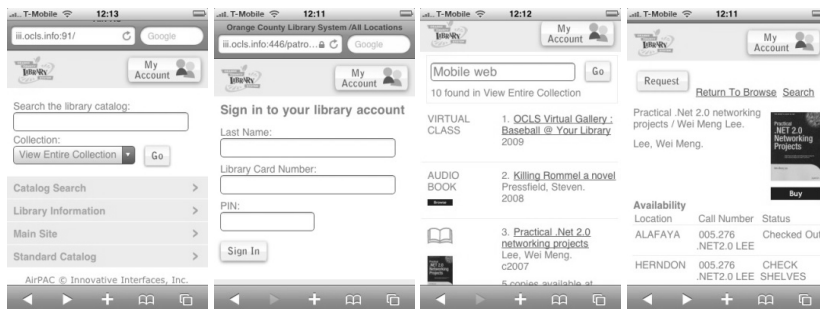 T-Mobile 12:13
iii.ocls.info:91/ Google
LIBRARY
My
Account
Search the library catalog:
Collection:
View Entire Collection Go
Catalog Search >
Library Information >
Main Site >
Standard Catalog >
AirPAC © Innovative Interfaces, Inc.
T-Mobile 12:11
Orange County Library System /All Locations
iii.ocls.info:446/patro... Google
LIBRARY
My
Account
Sign in to your library account
Last Name:
Library Card Number:
PIN:
Sign In
T-Mobile 12:12
LIBRARY
My
Account
Mobile web Go
10 found in View Entire Collection
VIRTUAL CLASS
1. OCLS Virtual Gallery :
Baseball @ Your Library
2009
AUDIO BOOK
2. Killing Rommel a novel
Pressfield, Steven.
2008
3. Practical .Net 2.0
networking projects
Lee, Wei Meng.
c2007
5 copies available at
T-Mobile 12:11
LIBRARY
My
Account
Request
Return To Browse Search
Practical .Net 2.0 networking
projects / Wei Meng Lee.
Lee, Wei Meng.
Practical
.NET 2.0
Networking
Projects
Buy
Availability
Location Call Number Status
ALAFAYA 005.276 Checked Out
.NET2.0 LEE
HERNDON 005.276 CHECK
.NET2.0 LEE SHELVES